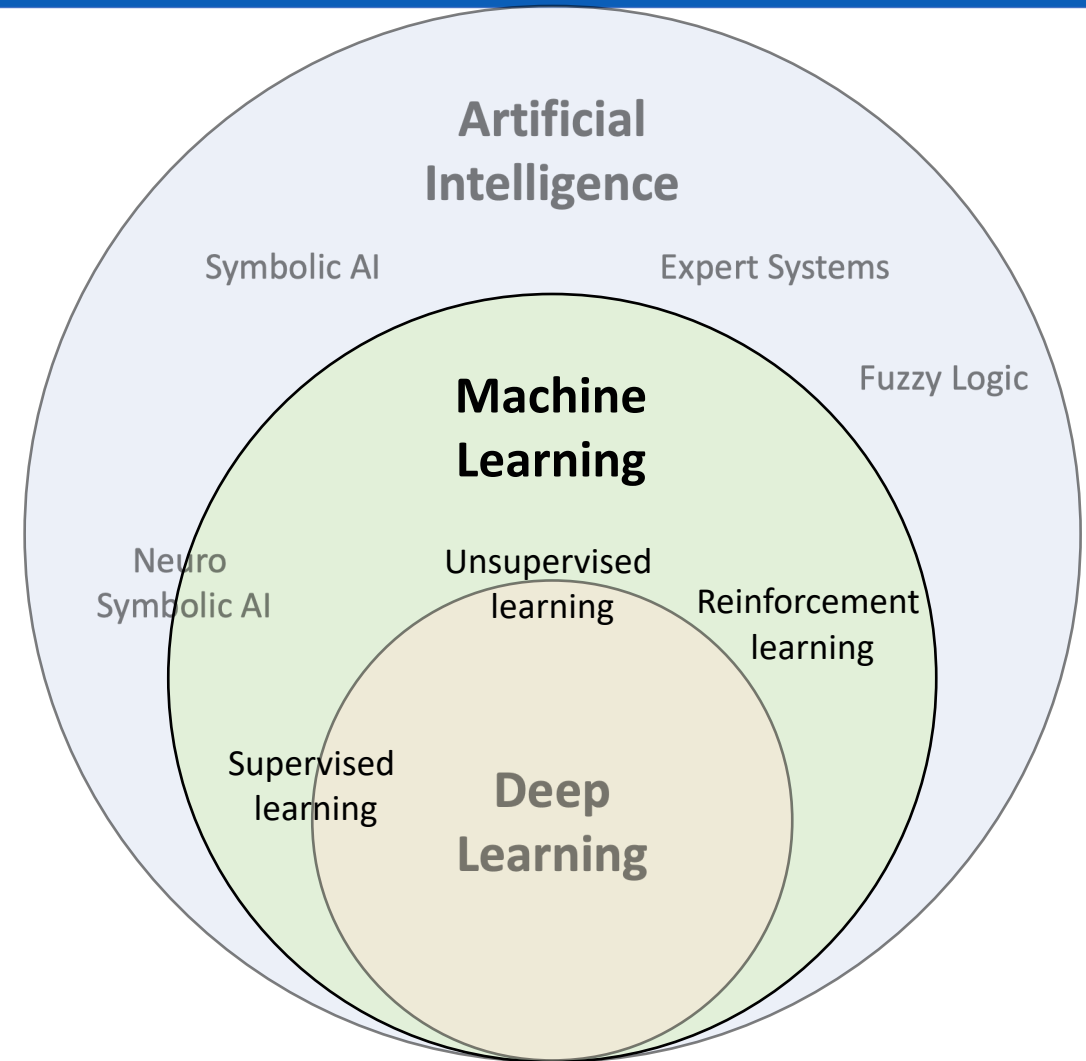 Artificial
Intelligence
Symbolic AI
Expert Systems
Fuzzy Logic
Machine
Learning
Neuro
Symbolic AI
Unsupervised
learning
Reinforcement
learning
Supervised
learning
Deep
Learning